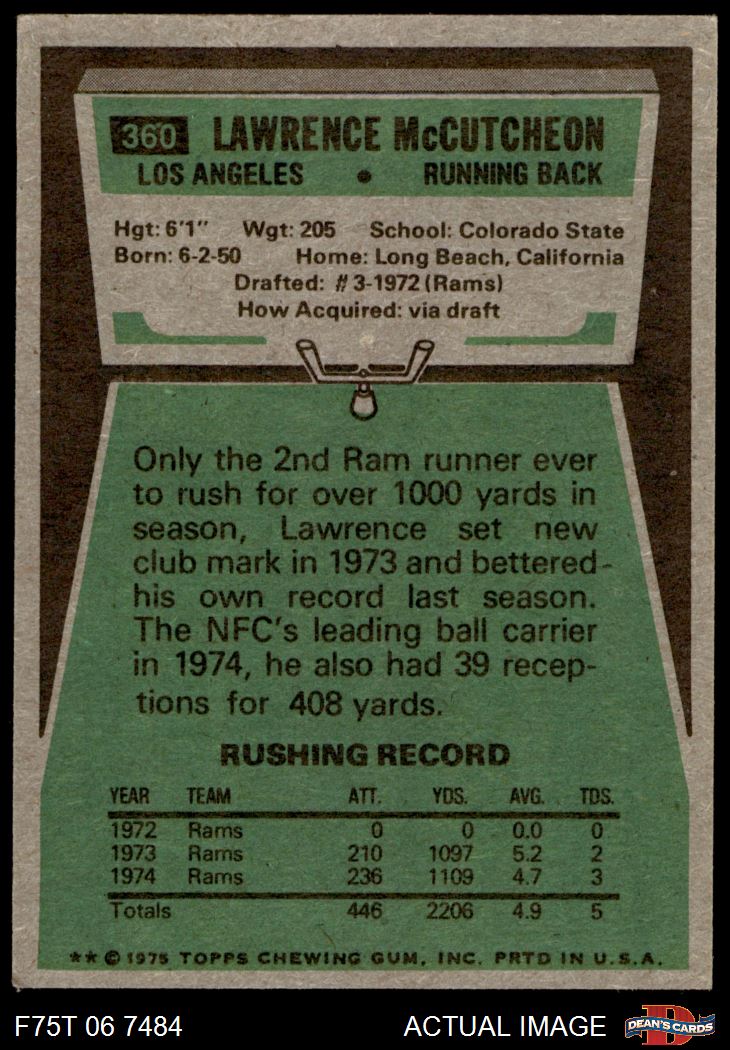 360 LAWRENCE McCUTCHEON
LOS ANGELES • RUNNING BACK
Hgt: 6'1" Wgt: 205 School: Colorado State
Born: 6-2-50 Home: Long Beach, California
Drafted: #3-1972 (Rams)
How Acquired: via draft
Only the 2nd Ram runner ever
to rush for over 1000 yards in
season, Lawrence set new
club mark in 1973 and bettered
his own record last season.
The NFC's leading ball carrier
in 1974, he also had 39 recep-
tions for 408 yards.
RUSHING RECORD
YEAR TEAM ATT. YDS. AVG. TDS.
1972 Rams 0 0 0.0 0
1973 Rams 210 1097 5.2 2
1974 Rams 236 1109 4.7 3
Totals 446 2206 4.9 5
** © 1975 TOPPS CHEWING GUM, INC. PRTD IN U.S.A.
F75T 06 7484 ACTUAL IMAGE DEAN'S CARDS